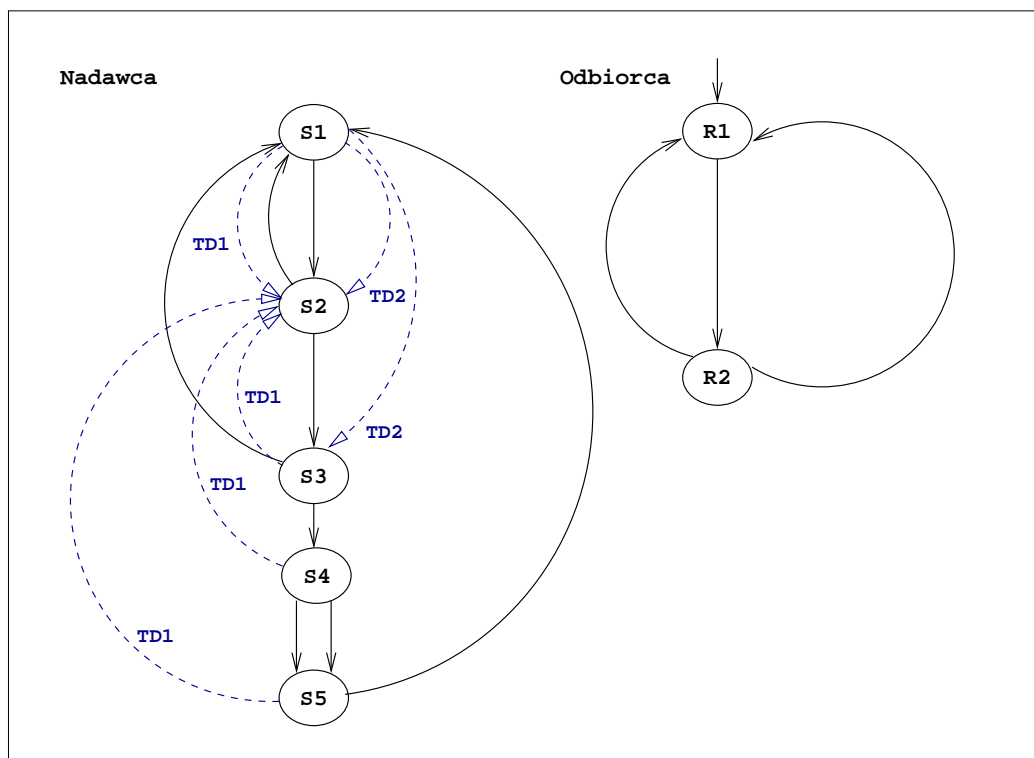 Nadawca
Odbiorca
S1
R1
TD1
S2
TD2
R2
TD1
TD2
S3
TD1
S4
TD1
S5